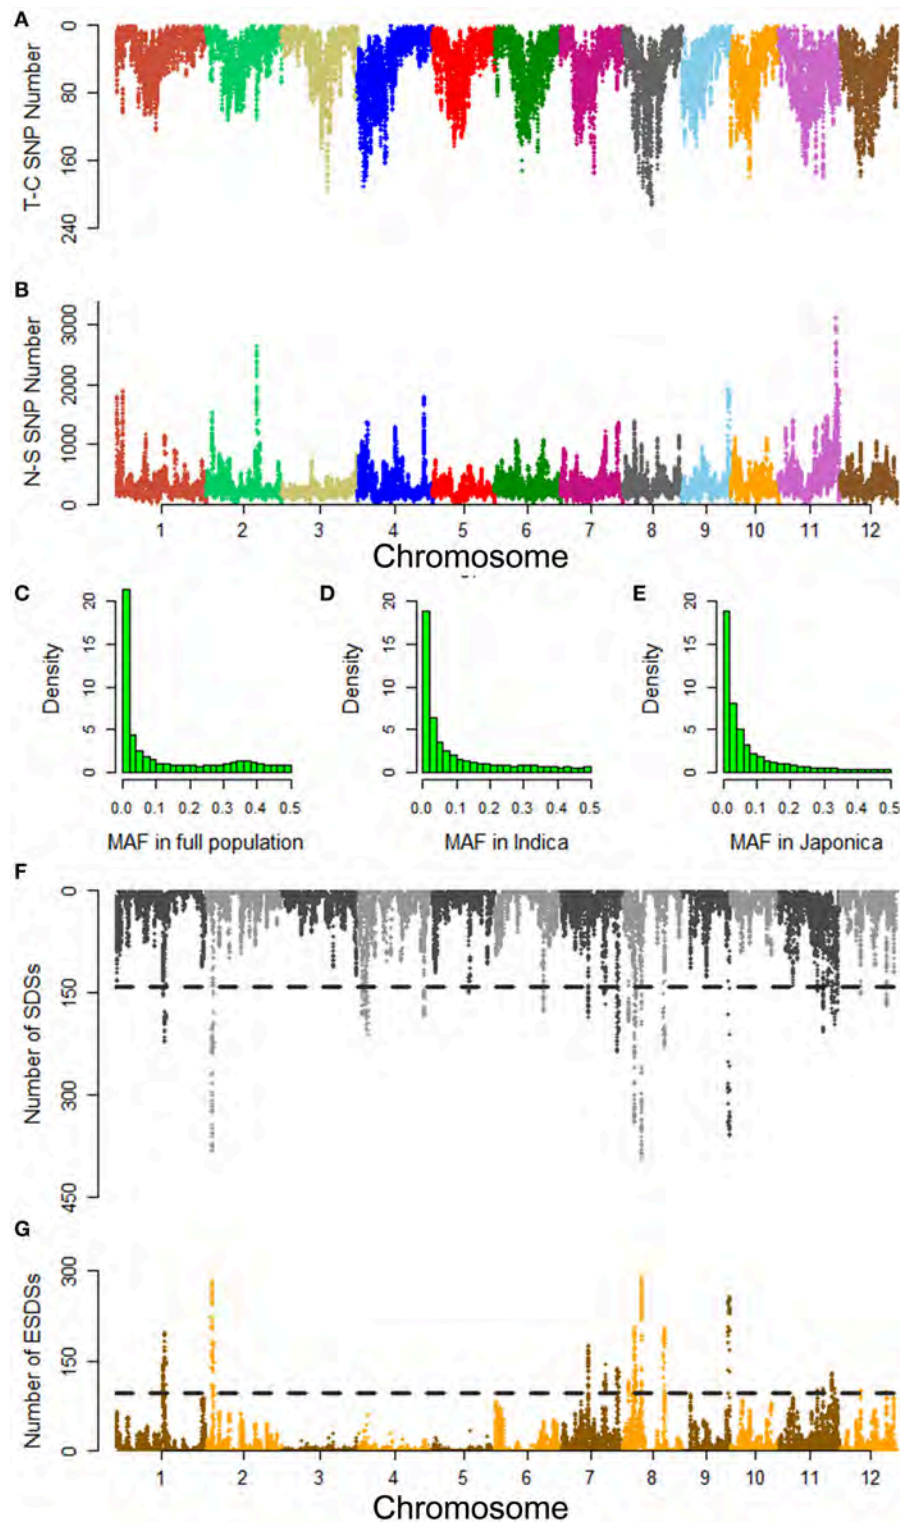 A
T-C SNP Number
0
80
160
240
B
N-S SNP Number
3000
2000
1000
0
1 2 3 4 5 6 7 8 9 10 11 12
Chromosome
C
Density
20
15
10
5
0
0.0 0.1 0.2 0.3 0.4 0.5
MAF in full population
D
Density
20
15
10
5
0
0.0 0.1 0.2 0.3 0.4 0.5
MAF in Indica
E
Density
20
15
10
5
0
0.0 0.1 0.2 0.3 0.4 0.5
MAF in Japonica
F
Number of SDSs
0
150
300
450
G
Number of ESDSs
300
150
0
1 2 3 4 5 6 7 8 9 10 11 12
Chromosome